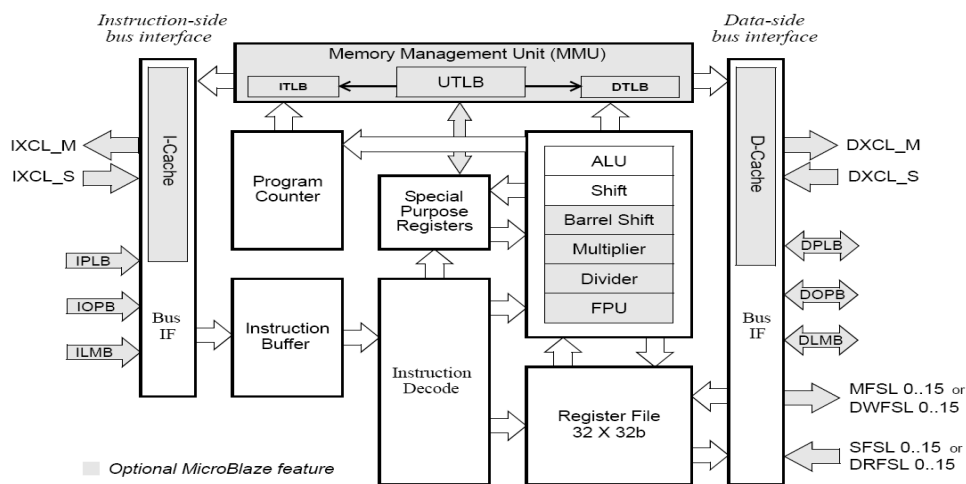 Instruction-side
bus interface
Data-side
bus interface
Memory Management Unit (MMU)
ITLB
UTLB
DTLB
IXCL_M
IXCL_S
I-Cache
Program
Counter
Special
Purpose
Registers
ALU
Shift
Barrel Shift
Multiplier
Divider
FPU
D-Cache
DXCL_M
DXCL_S
IPLB
IOPB
ILMB
Bus
IF
Instruction
Buffer
Instruction
Decode
Register File
32 X 32b
Bus
IF
DPLB
DOPB
DLMB
MFSL 0..15 or
DWFSL 0..15
SFSL 0..15 or
DRFSL 0..15
Optional MicroBlaze feature